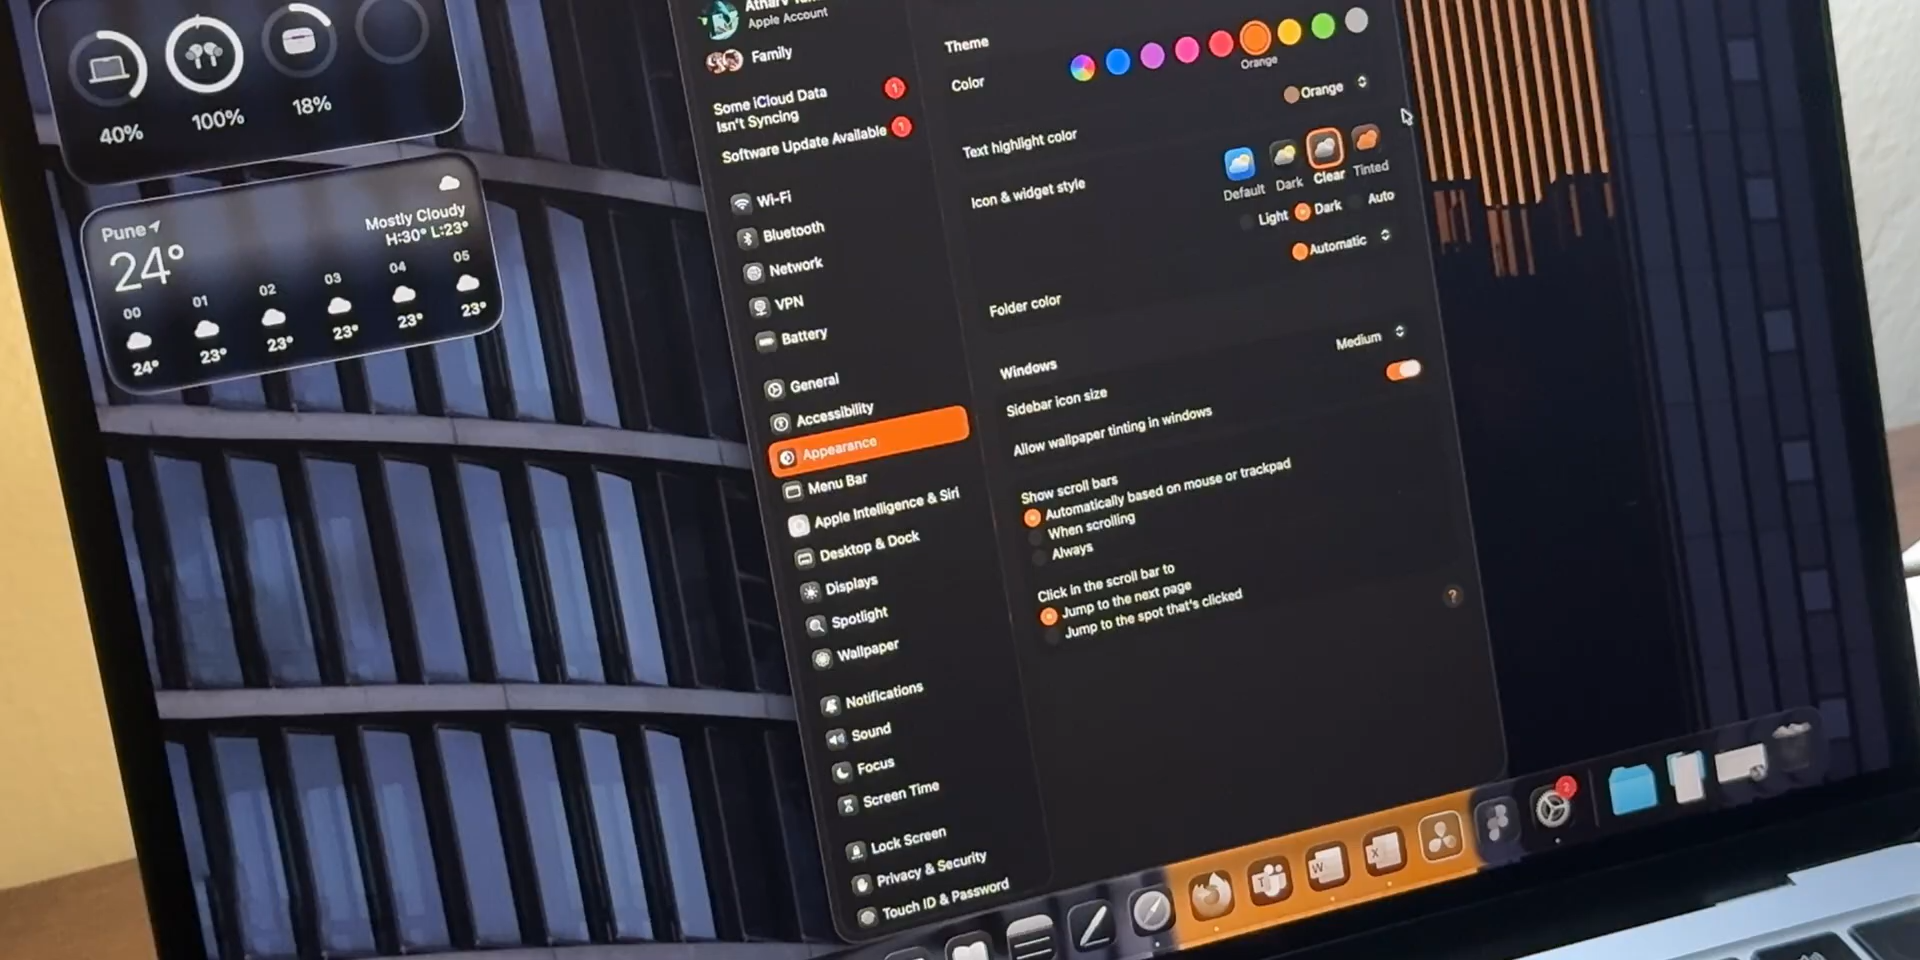 40%
100%
18%
Pune
24°
Mostly Cloudy
H:30° L:23°
00 01 02 03 04 05
24° 23° 23° 23° 23° 23°
Apple Account
Family
Some iCloud Data
Isn't Syncing
1
Software Update Available
1
Wi-Fi
Bluetooth
Network
VPN
Battery
General
Accessibility
Appearance
Menu Bar
Apple Intelligence & Siri
Desktop & Dock
Displays
Spotlight
Wallpaper
Notifications
Sound
Focus
Screen Time
Lock Screen
Privacy & Security
Touch ID & Password
Theme
Color
Orange
Text highlight color
Orange
Icon & widget style
Default Dark Clear Tinted
Light Dark Auto
Folder color
Automatic
Windows
Sidebar icon size
Medium
Allow wallpaper tinting in windows
Show scroll bars
Automatically based on mouse or trackpad
When scrolling
Always
Click in the scroll bar to
Jump to the next page
Jump to the spot that's clicked
?
2
T
W
X